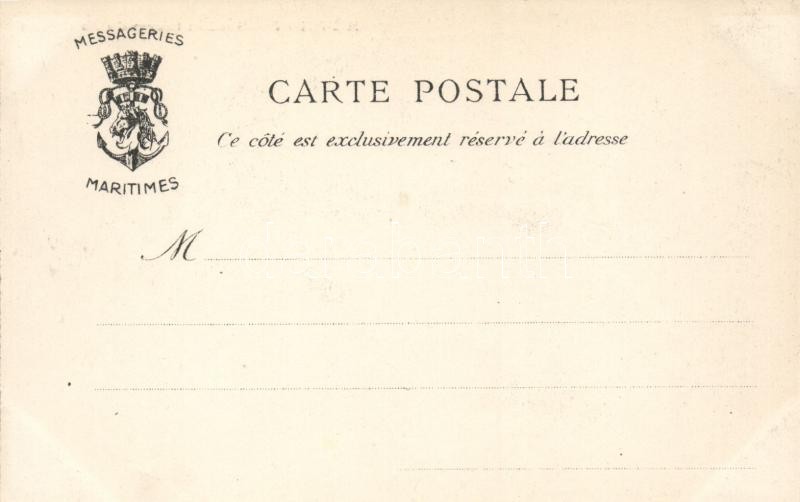 MESSAGERIES
MARITIMES
CARTE POSTALE
Ce côté est exclusivement réservé à l'adresse
M